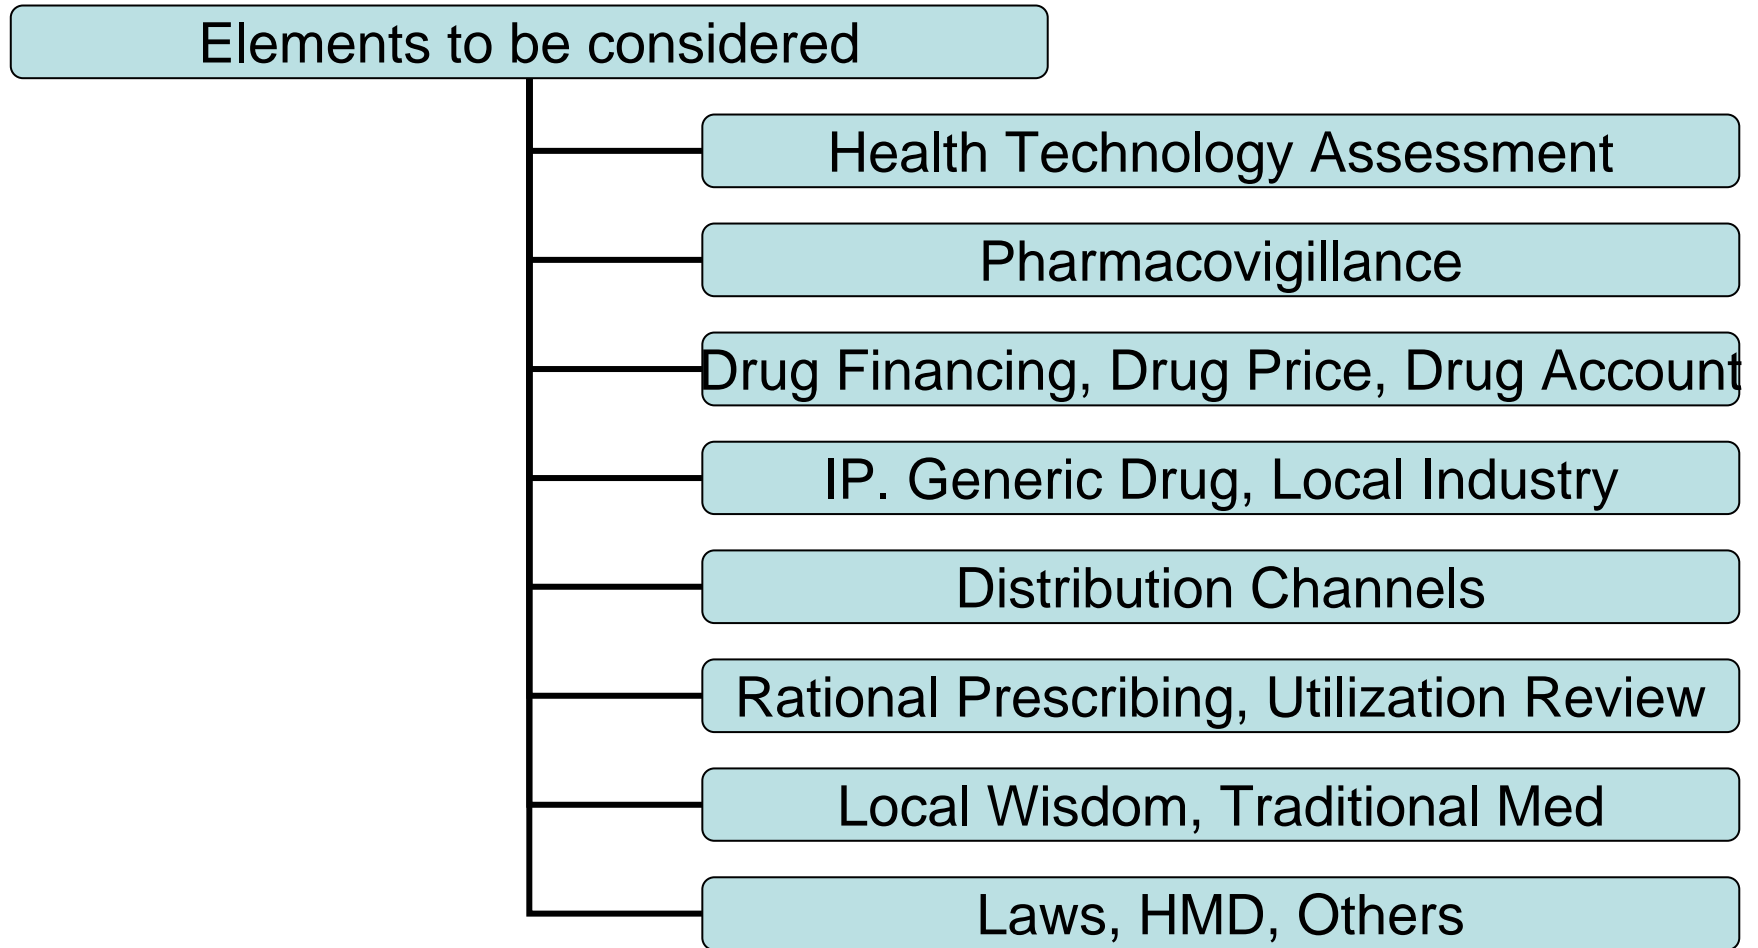 Elements to be considered
Health Technology Assessment
Pharmacovigillance
Drug Financing, Drug Price, Drug Account
IP. Generic Drug, Local Industry
Distribution Channels
Rational Prescribing, Utilization Review
Local Wisdom, Traditional Med
Laws, HMD, Others